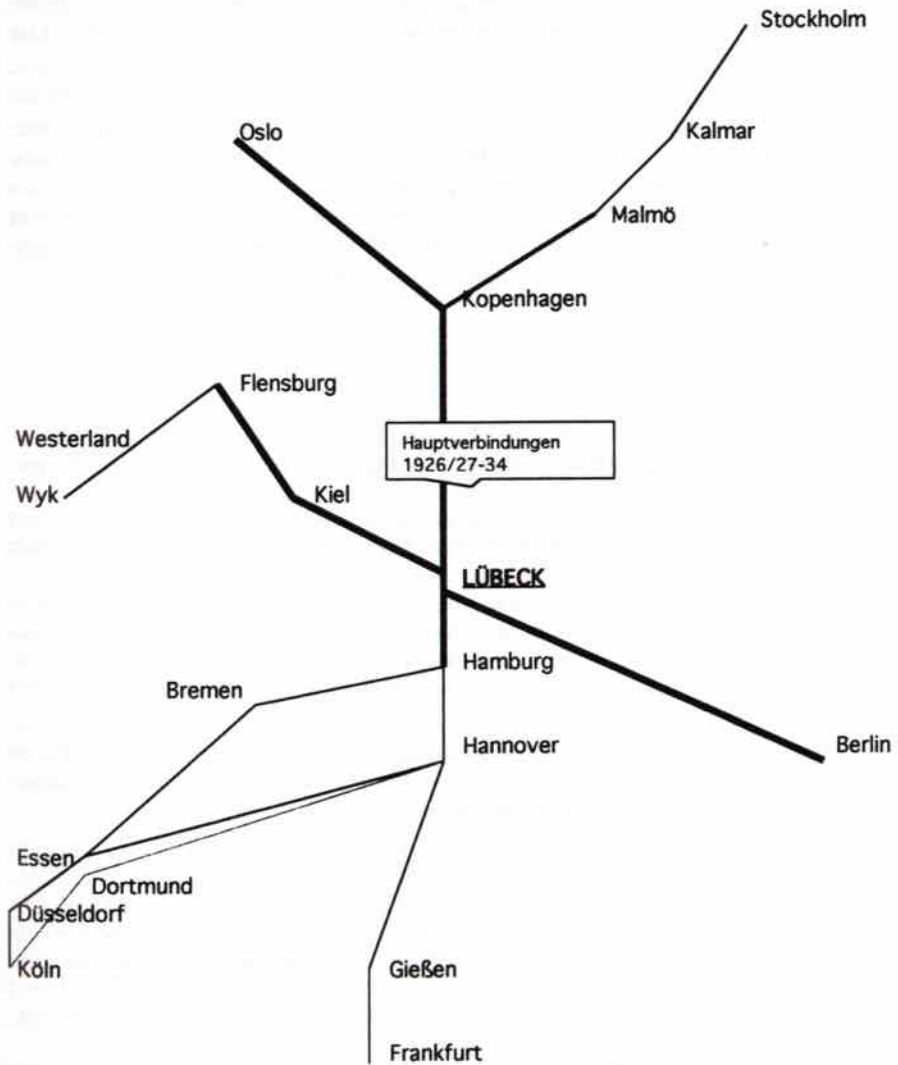 Stockholm
Oslo
Kalmar
Malmö
Kopenhagen
Flensburg
Westerland
Hauptverbindungen
1926/27-34
Wyk
Kiel
LÜBECK
Hamburg
Bremen
Hannover
Berlin
Essen
Dortmund
Düsseldorf
Köln
Gießen
Frankfurt